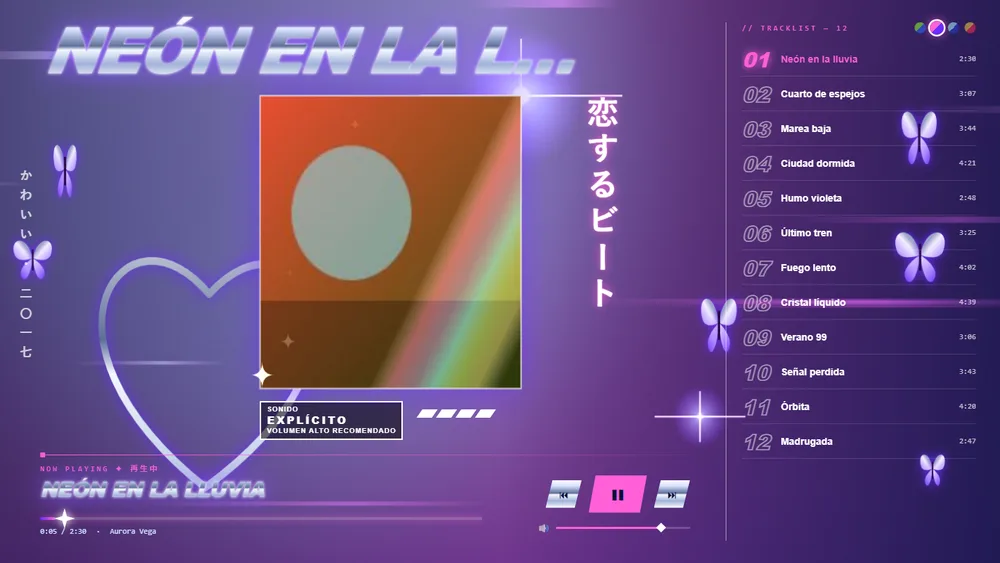 NEÓN EN LA L...
恋するビート
かわいい
二〇一七
SONIDO
EXPLÍCITO
VOLUMEN ALTO RECOMENDADO
NOW PLAYING ✦ 再生中
NEÓN EN LA LLUVIA
0:05 / 2:30 · Aurora Vega
// TRACKLIST — 12
01 Neón en la lluvia 2:30
02 Cuarto de espejos 3:07
03 Marea baja 3:44
04 Ciudad dormida 4:21
05 Humo violeta 2:48
06 Último tren 3:25
07 Fuego lento 4:02
08 Cristal líquido 4:39
09 Verano 99 3:06
10 Señal perdida 3:43
11 Órbita 4:20
12 Madrugada 2:47